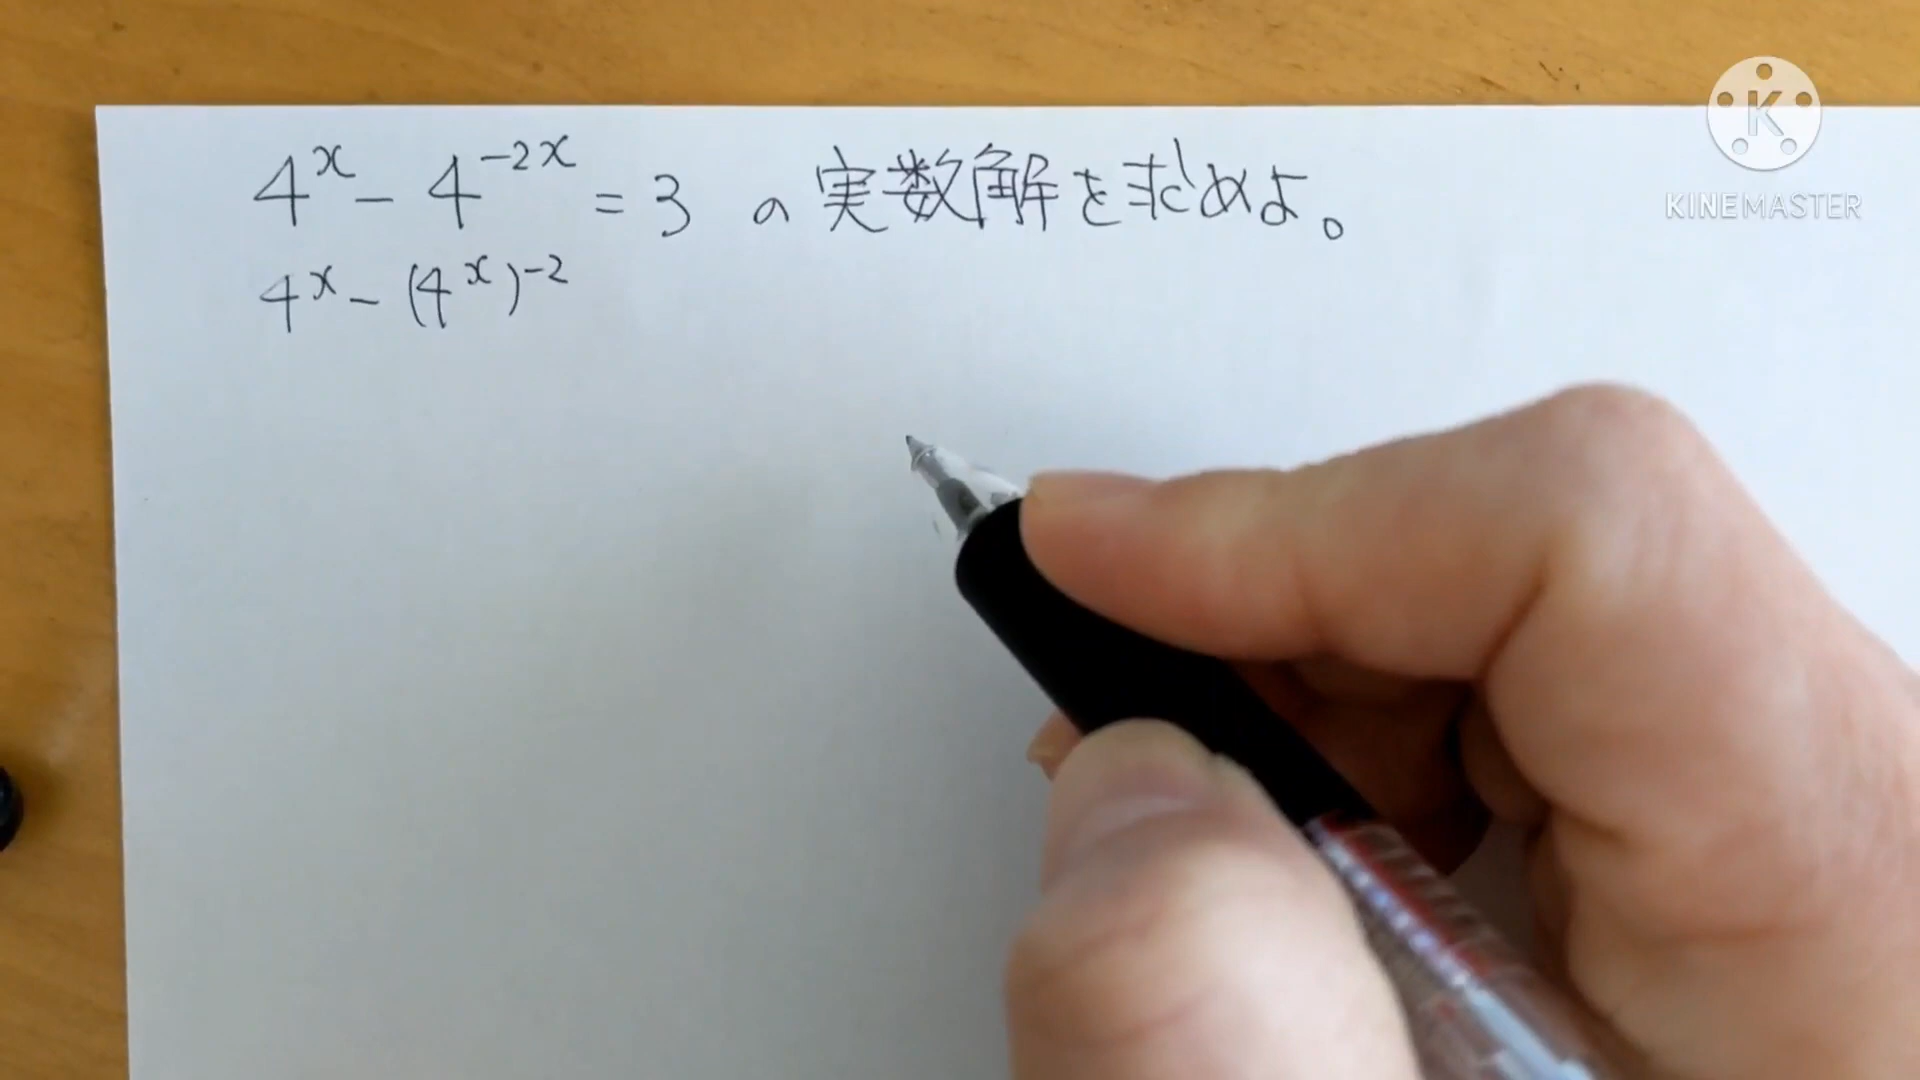 4^x - 4^{-2x} = 3 の実数解を求めよ。
4^x - (4^x)^{-2}
K
KINEMASTER